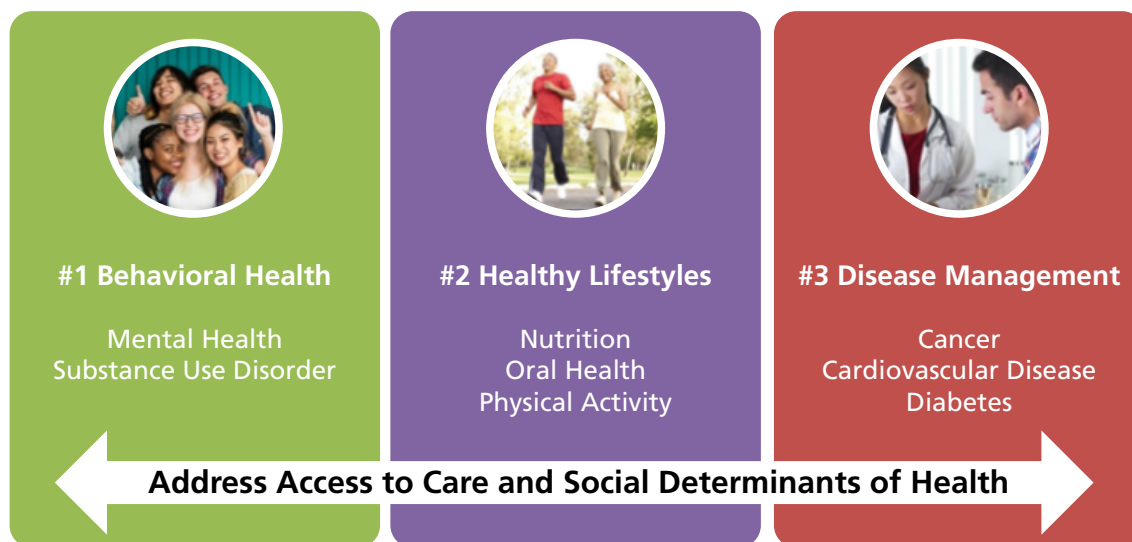 #1 Behavioral Health
Mental Health
Substance Use Disorder
#2 Healthy Lifestyles
Nutrition
Oral Health
Physical Activity
#3 Disease Management
Cancer
Cardiovascular Disease
Diabetes
Address Access to Care and Social Determinants of Health